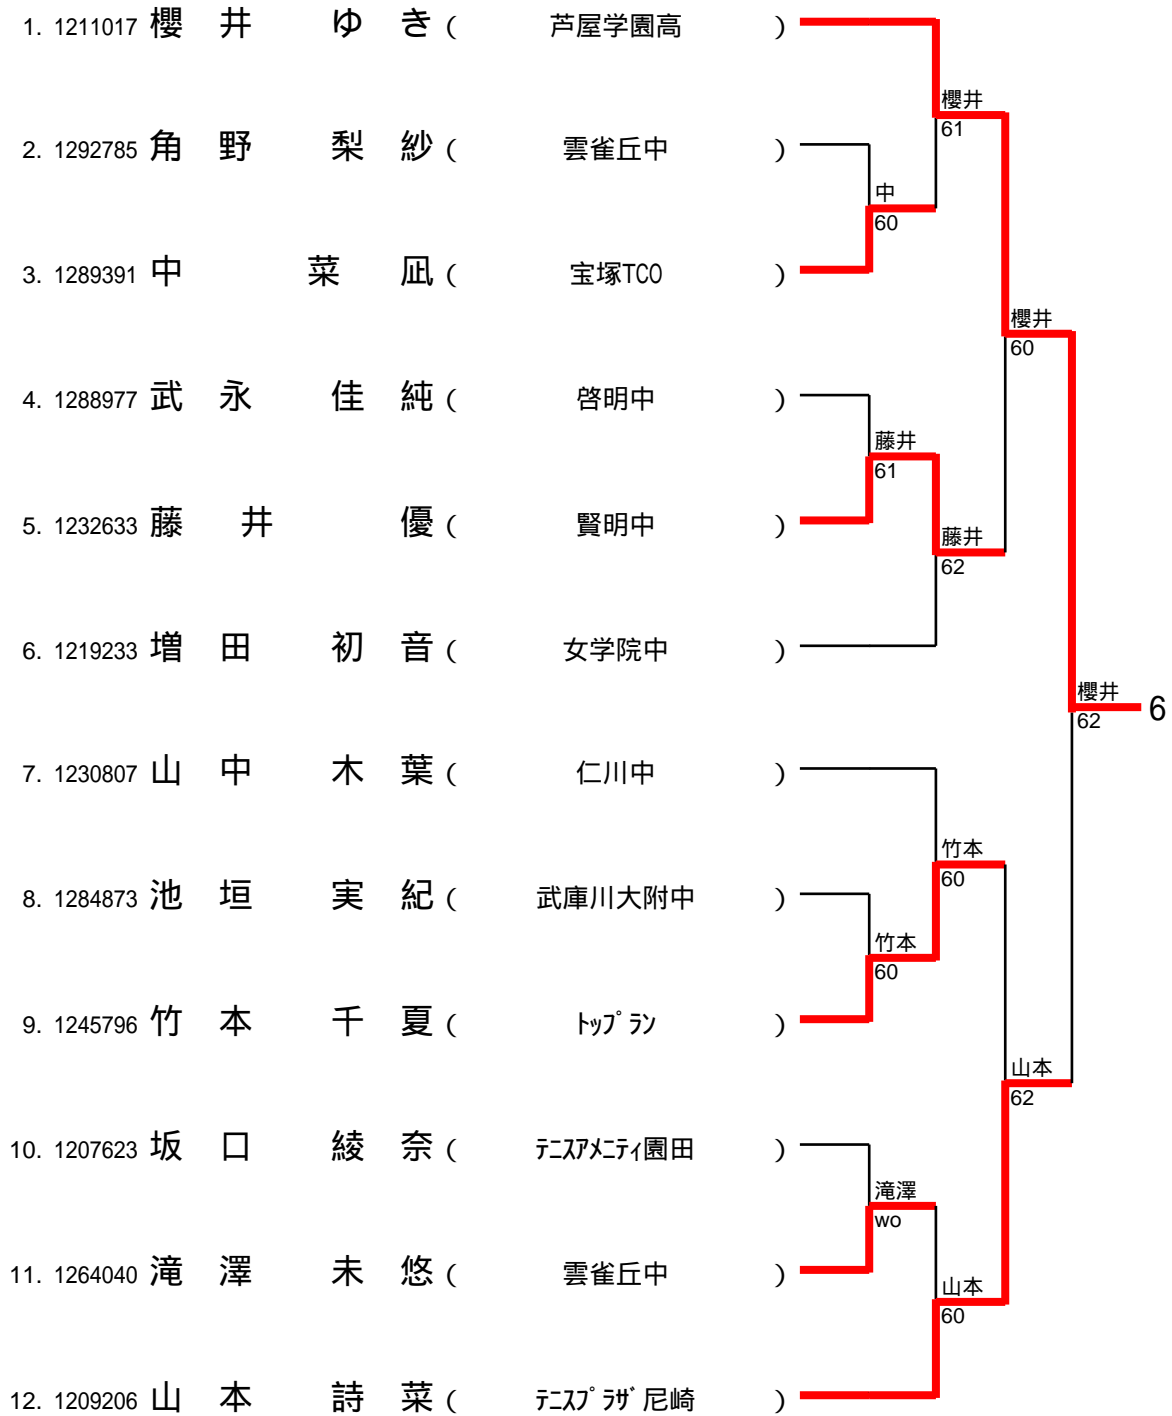 1. 1211017 櫻 井 ゆ き ( 芦屋学園高 )
櫻井
61
2. 1292785 角 野 梨 紗 ( 雲雀丘中 )
中
60
3. 1289391 中 菜 凪 ( 宝塚TCO )
櫻井
60
4. 1288977 武 永 佳 純 ( 啓明中 )
藤井
61
5. 1232633 藤 井 優 ( 賢明中 )
藤井
62
6. 1219233 増 田 初 音 ( 女学院中 )
櫻井
62
6
7. 1230807 山 中 木 葉 ( 仁川中 )
竹本
60
8. 1284873 池 垣 実 紀 ( 武庫川大附中 )
竹本
60
9. 1245796 竹 本 千 夏 ( ﾄｯﾌﾟﾗﾝ )
山本
62
10. 1207623 坂 口 綾 奈 ( ﾃﾆｽｱﾒﾆﾃｨ園田 )
滝澤
wo
11. 1264040 滝 澤 未 悠 ( 雲雀丘中 )
山本
60
12. 1209206 山 本 詩 菜 ( ﾃﾆｽﾌﾟﾗｻﾞ尼崎 )